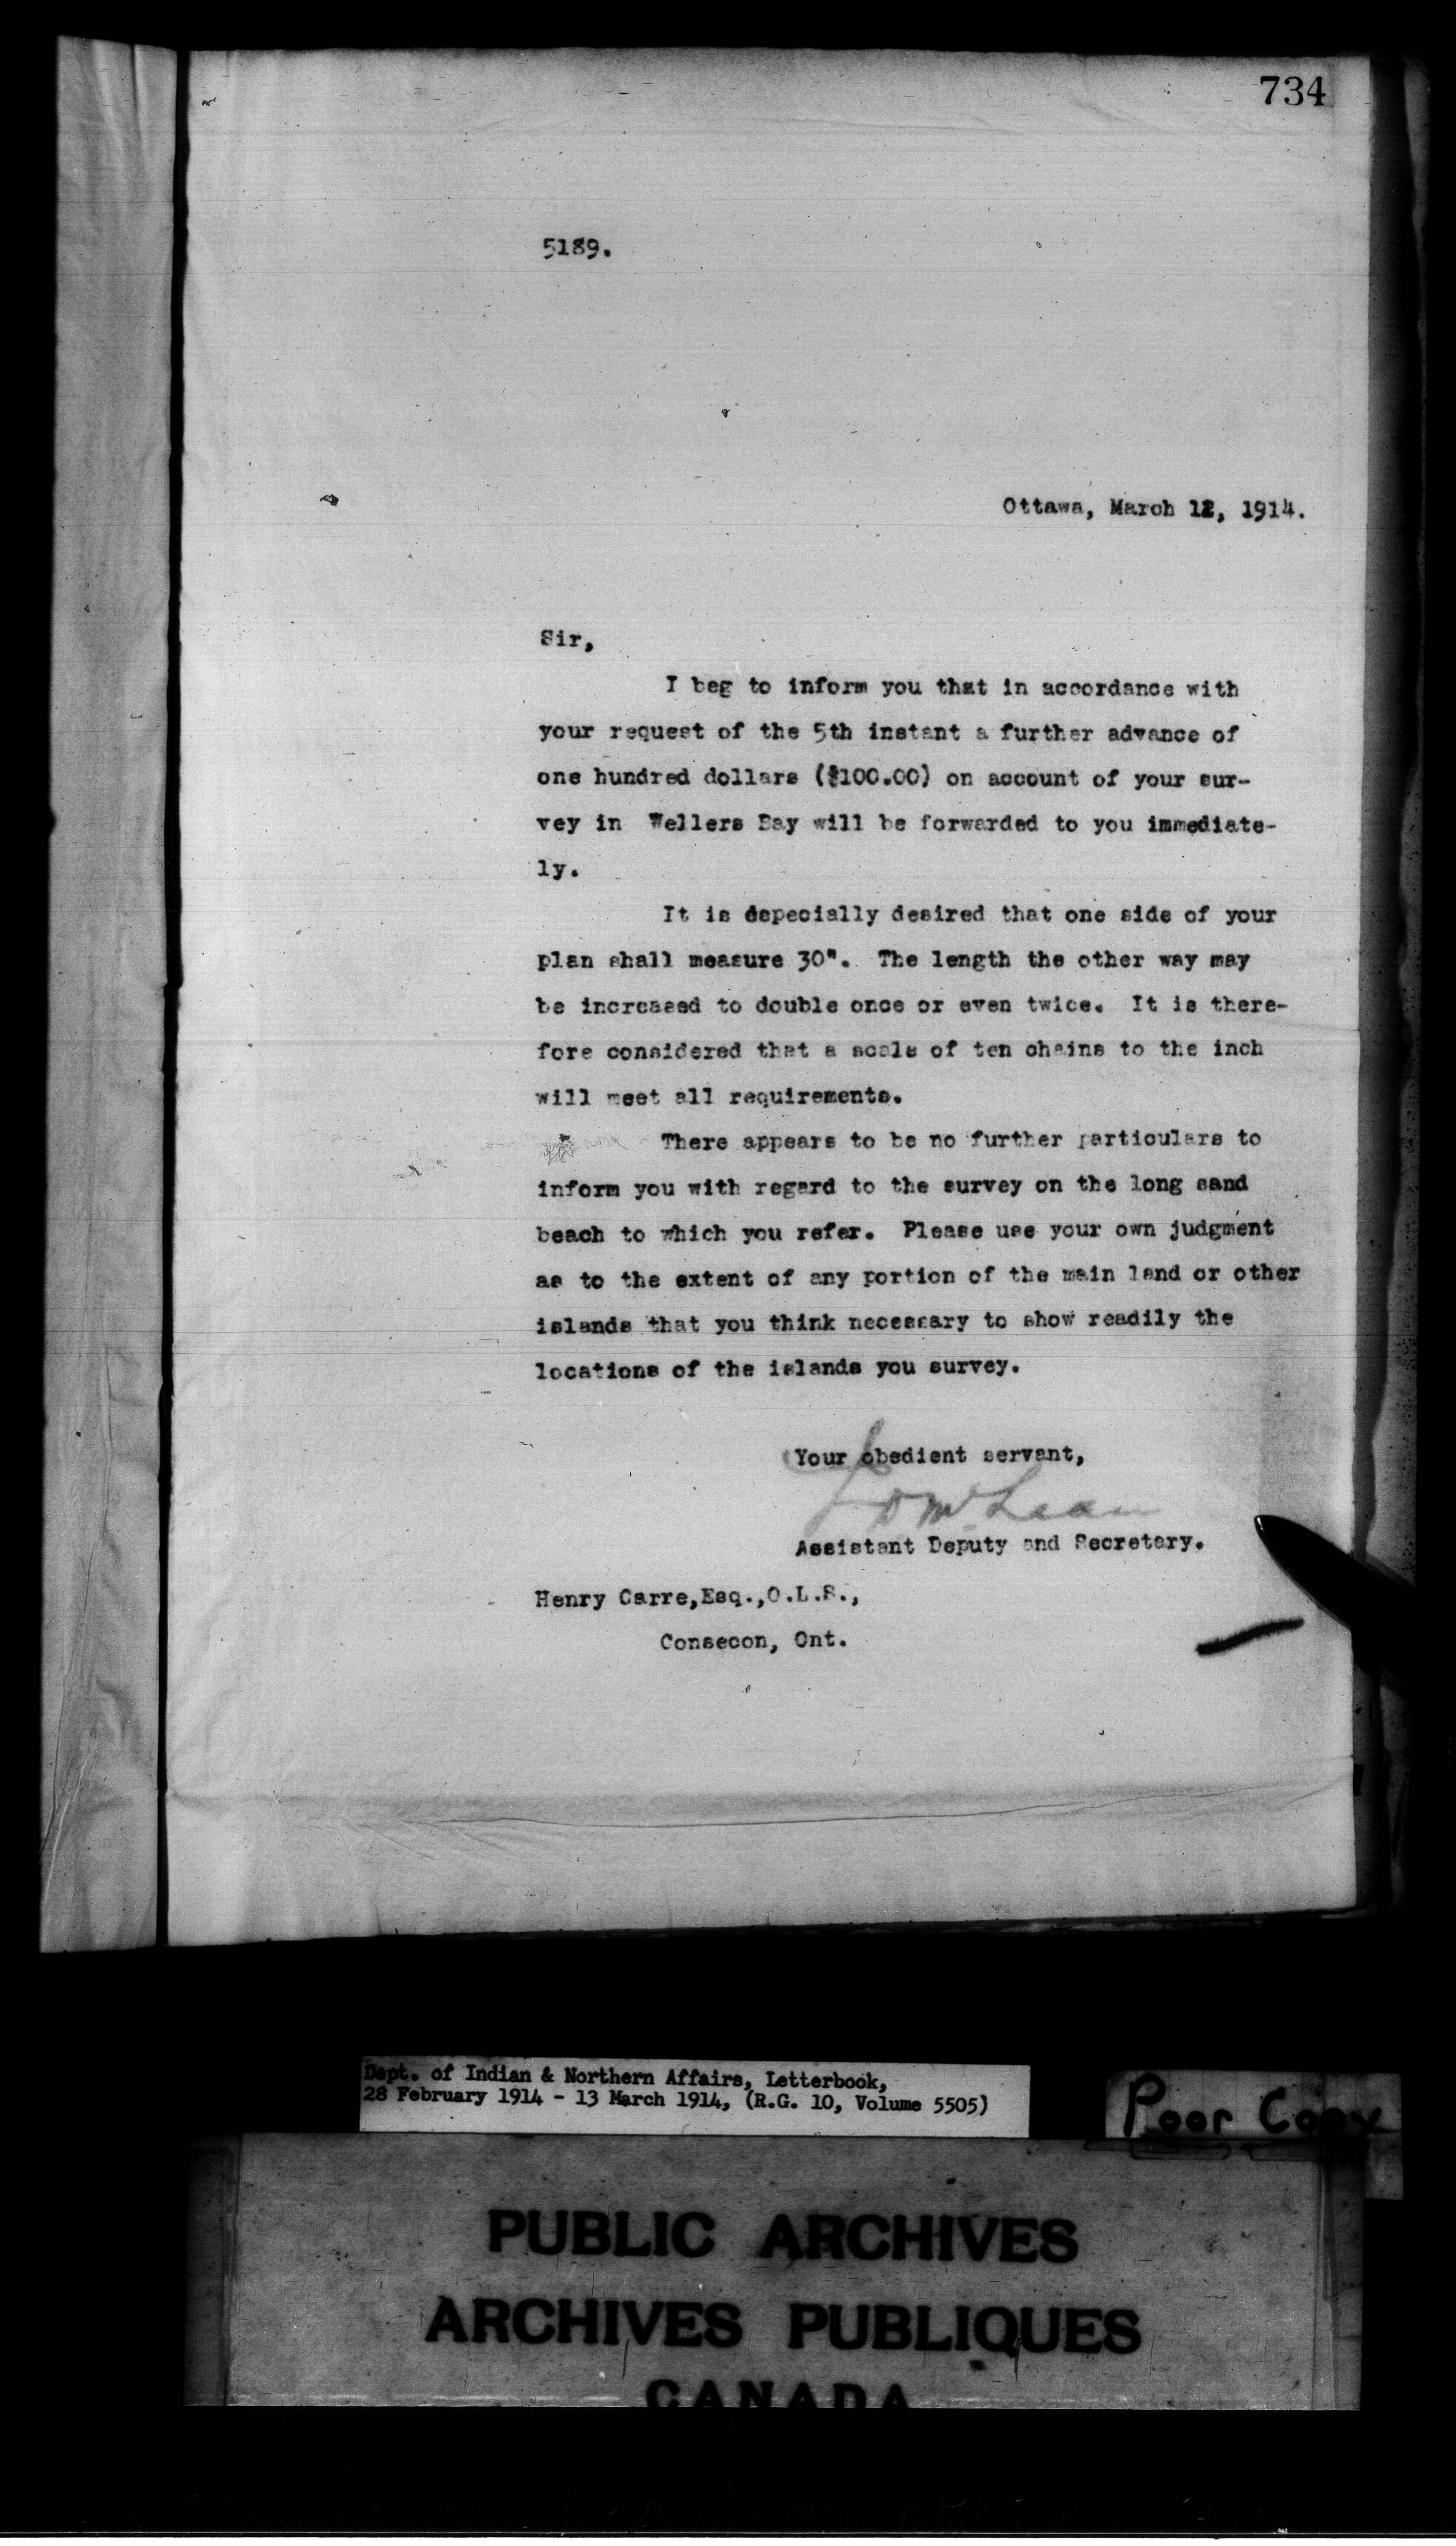 734
5189.
Ottawa, March 12, 1914.
Sir,
I beg to inform you that in accordance with
your request of the 5th instant a further advance of
one hundred dollars ($100.00) on account of your sur-
vey in Wellers Bay will be forwarded to you immediate-
ly.
It is especially desired that one side of your
plan shall measure 30". The length the other way may
be increased to double once or even twice. It is there-
fore considered that a scale of ten chains to the inch
will meet all requirements.
There appears to be no further particulars to
inform you with regard to the survey on the long sand
beach to which you refer. Please use your own judgment
as to the extent of any portion of the main land or other
islands that you think necessary to show readily the
locations of the islands you survey.
Your obedient servant,
J D McLean
Assistant Deputy and Secretary.
Henry Carre,Esq.,O.L.S.,
Consecon, Ont.
Dept. of Indian & Northern Affairs, Letterbook,
28 February 1914 - 13 March 1914, (R.G. 10, Volume 5505)
Poor Copy
PUBLIC ARCHIVES
ARCHIVES PUBLIQUES
CANADA